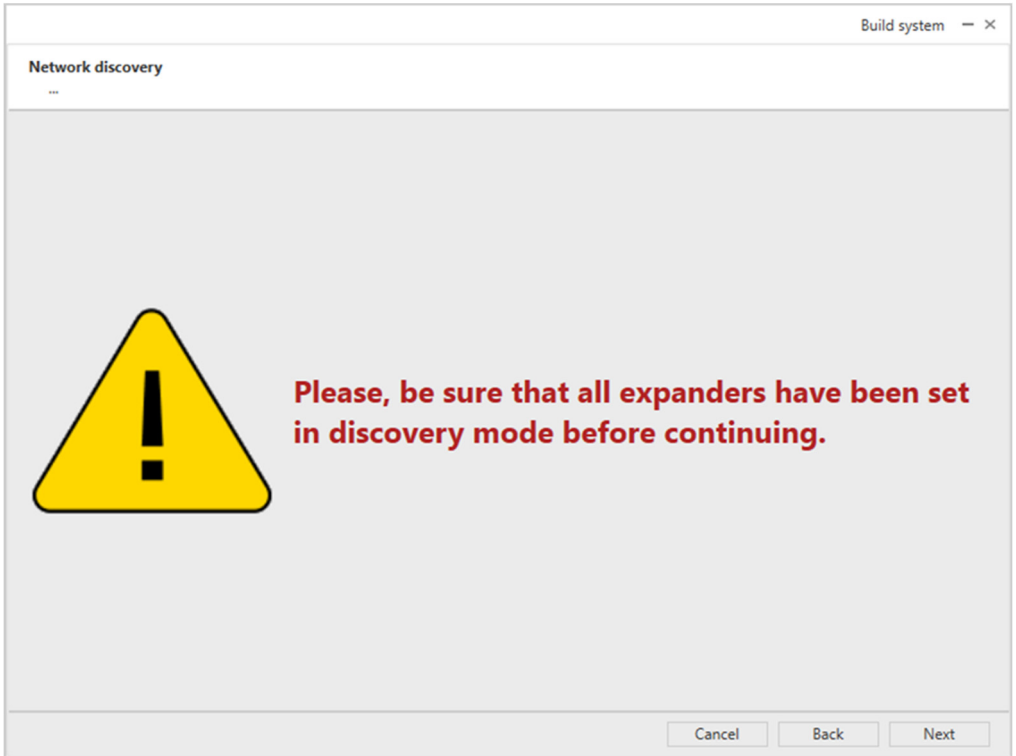 Build system
Network discovery
...
Please, be sure that all expanders have been set
in discovery mode before continuing.
Cancel
Back
Next